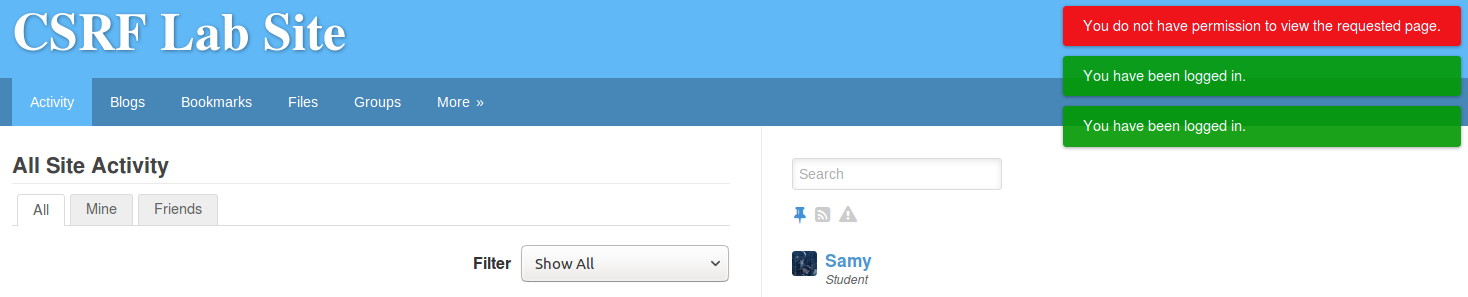 CSRF Lab Site
You do not have permission to view the requested page.
You have been logged in.
You have been logged in.
Activity Blogs Bookmarks Files Groups More »
All Site Activity
All Mine Friends
Filter Show All
Search
Samy
Student